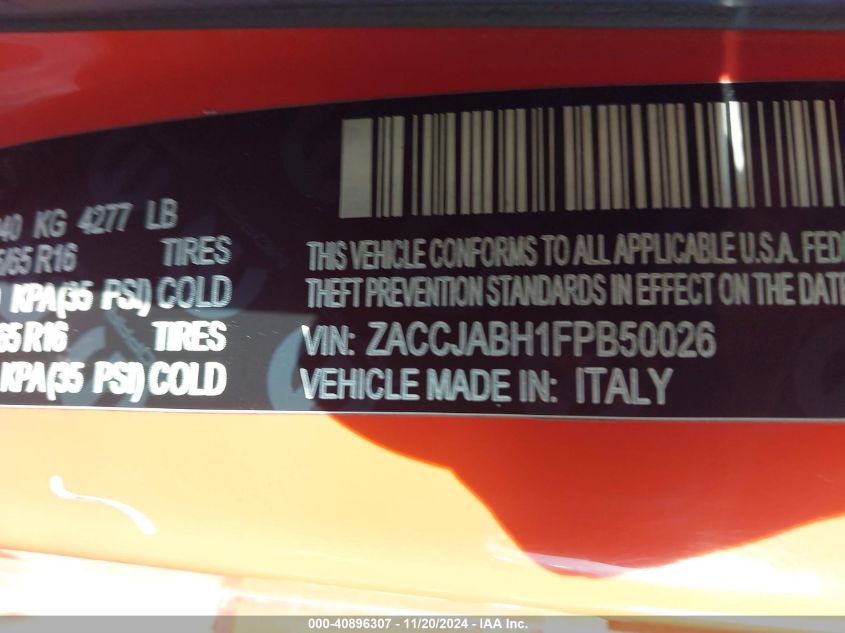 KG 4277 LB
R16 TIRES
KPA(35 PSI) COLD
R16 TIRES
KPA(35 PSI) COLD
THIS VEHICLE CONFORMS TO ALL APPLICABLE U.S.A. FEDE
THEFT PREVENTION STANDARDS IN EFFECT ON THE DATE
VIN: ZACCJABH1FPB50026
VEHICLE MADE IN: ITALY
000-40896307 - 11/20/2024 - IAA Inc.